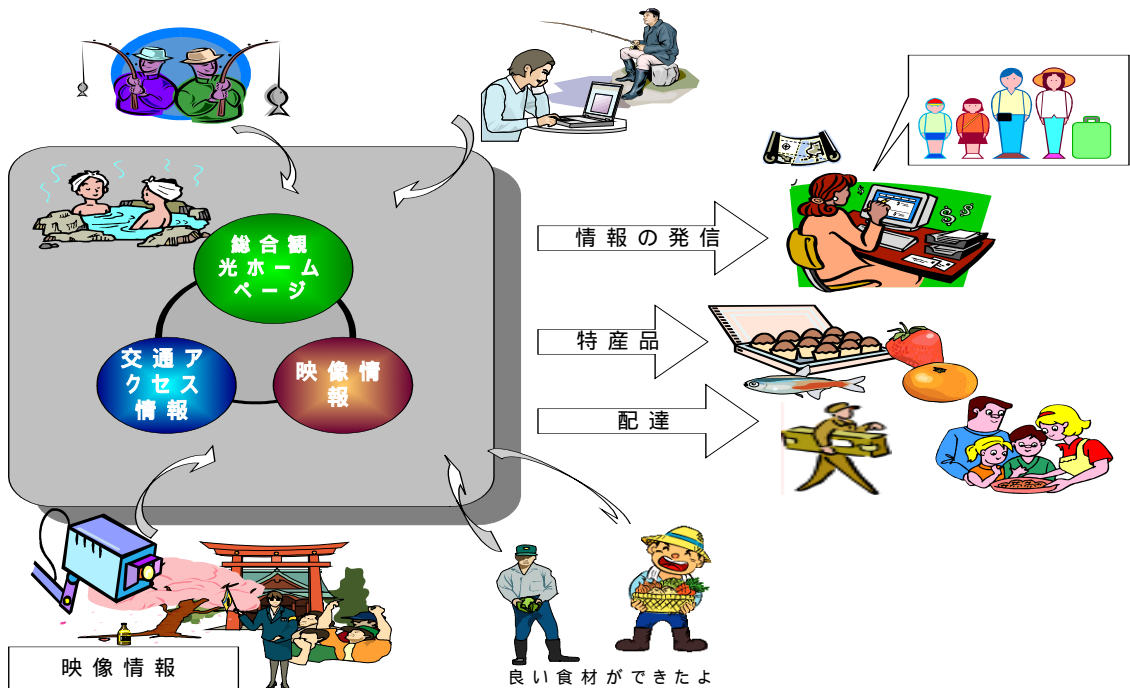 総合観
光ホーム
ページ
交通ア
クセス
情報
映像情
報
情報の発信
特産品
配達
映像情報
良い食材ができたよ